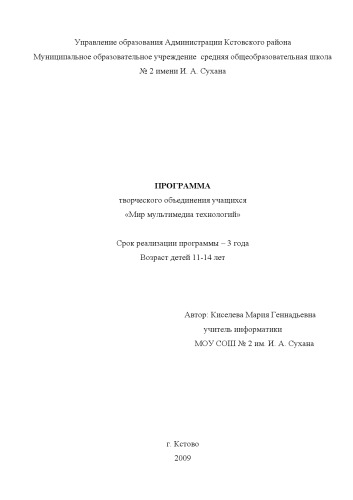 Управление образования Администрации Кстовского района
Муниципальное образовательное учреждение средняя общеобразовательная школа
№ 2 имени И. А. Сухана
ПРОГРАММА
творческого объединения учащихся
«Мир мультимедиа технологий»
Срок реализации программы – 3 года
Возраст детей 11-14 лет
Автор: Киселева Мария Геннадьевна
учитель информатики
МОУ СОШ № 2 им. И. А. Сухана
г. Кстово
2009